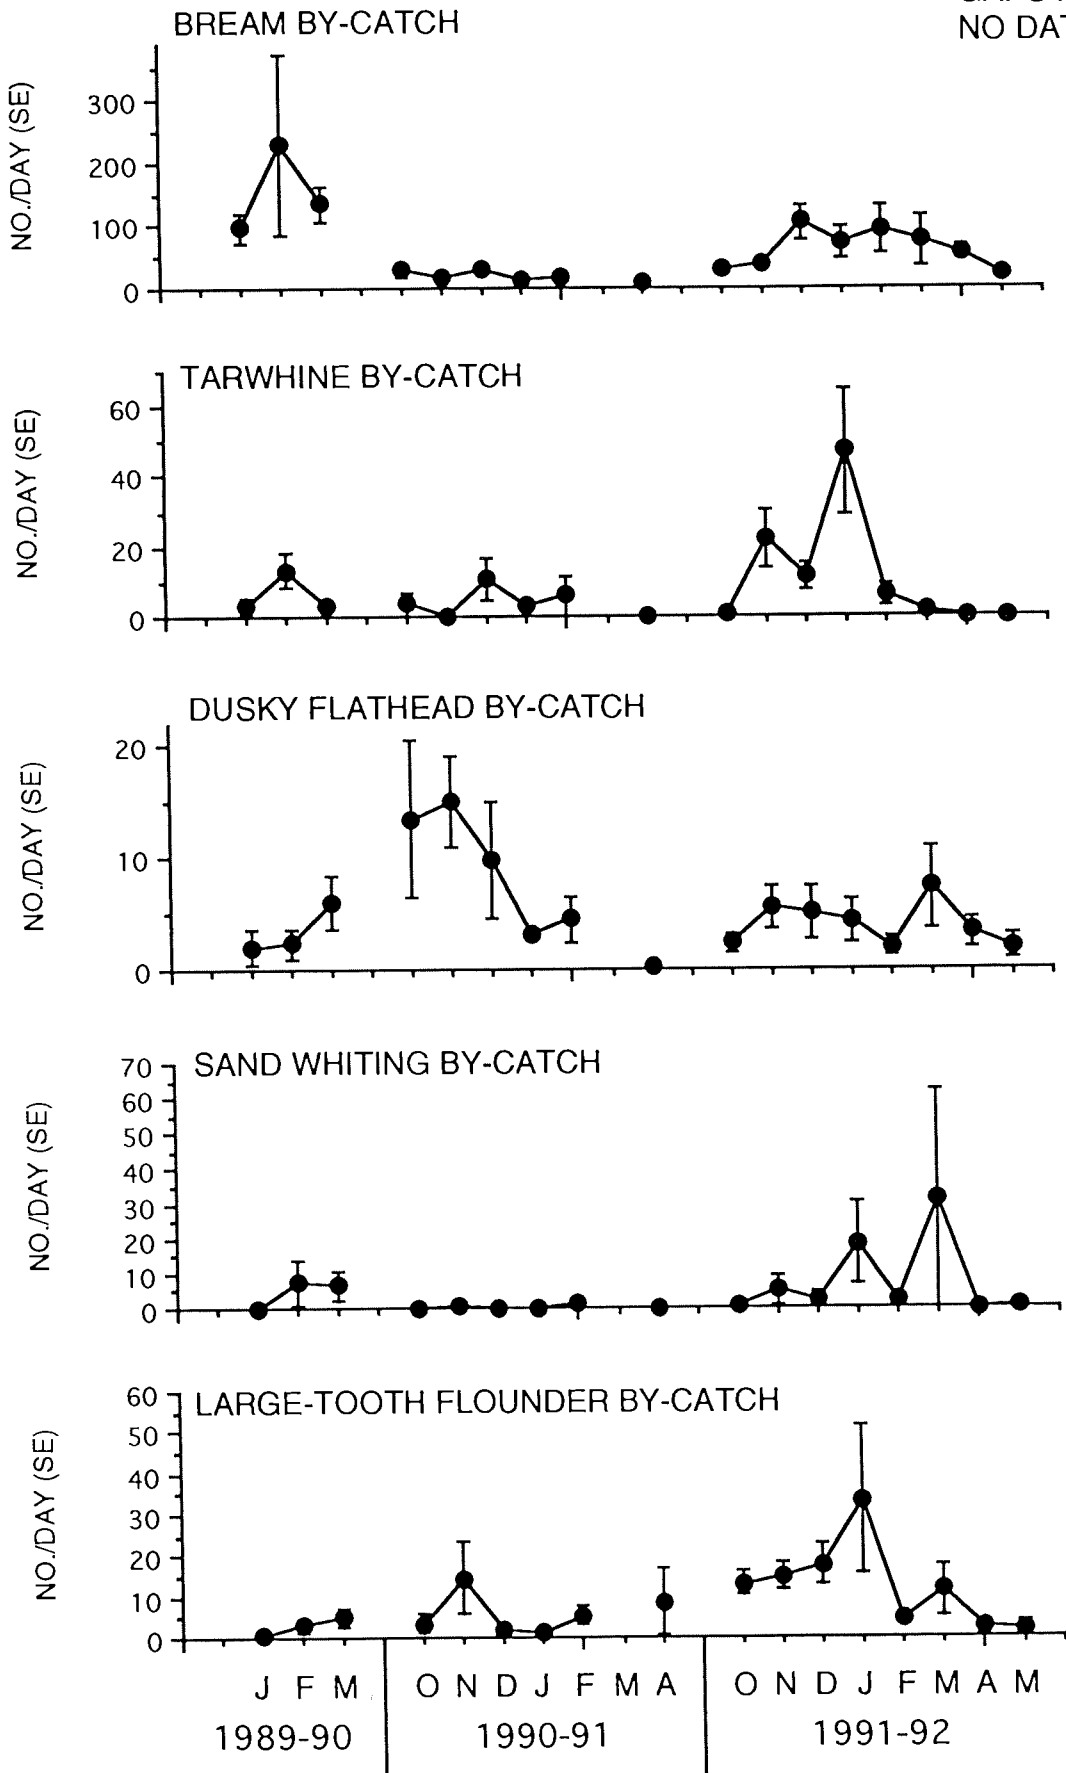 BREAM BY-CATCH
NO DAT
NO./DAY (SE)
300
200
100
0
TARWHINE BY-CATCH
NO./DAY (SE)
60
40
20
0
DUSKY FLATHEAD BY-CATCH
NO./DAY (SE)
20
10
0
SAND WHITING BY-CATCH
NO./DAY (SE)
70
60
50
40
30
20
10
0
LARGE-TOOTH FLOUNDER BY-CATCH
NO./DAY (SE)
60
50
40
30
20
10
0
J F M O N D J F M A O N D J F M A M
1989-90 1990-91 1991-92